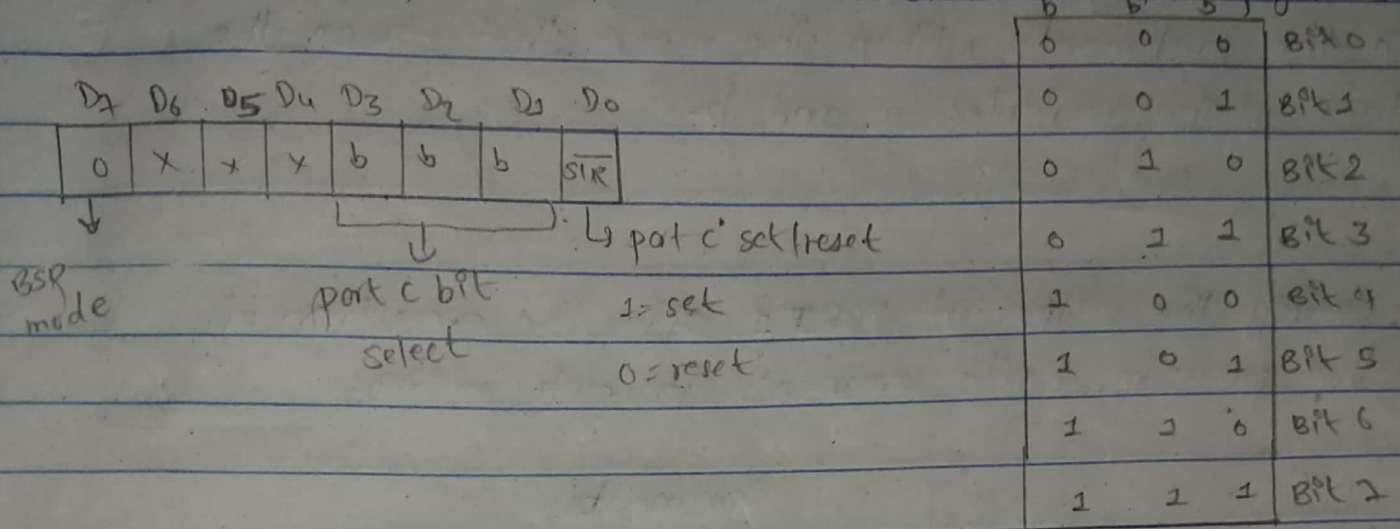 D7 D6 D5 D4 D3 D2 D1 D0
0 x x x b b b S/R̅
BSR mode
port c bit select
port c set/reset
1 = set
0 = reset
b b b
0 0 0 Bit 0
0 0 1 Bit 1
0 1 0 Bit 2
0 1 1 Bit 3
1 0 0 Bit 4
1 0 1 Bit 5
1 1 0 Bit 6
1 1 1 Bit 7